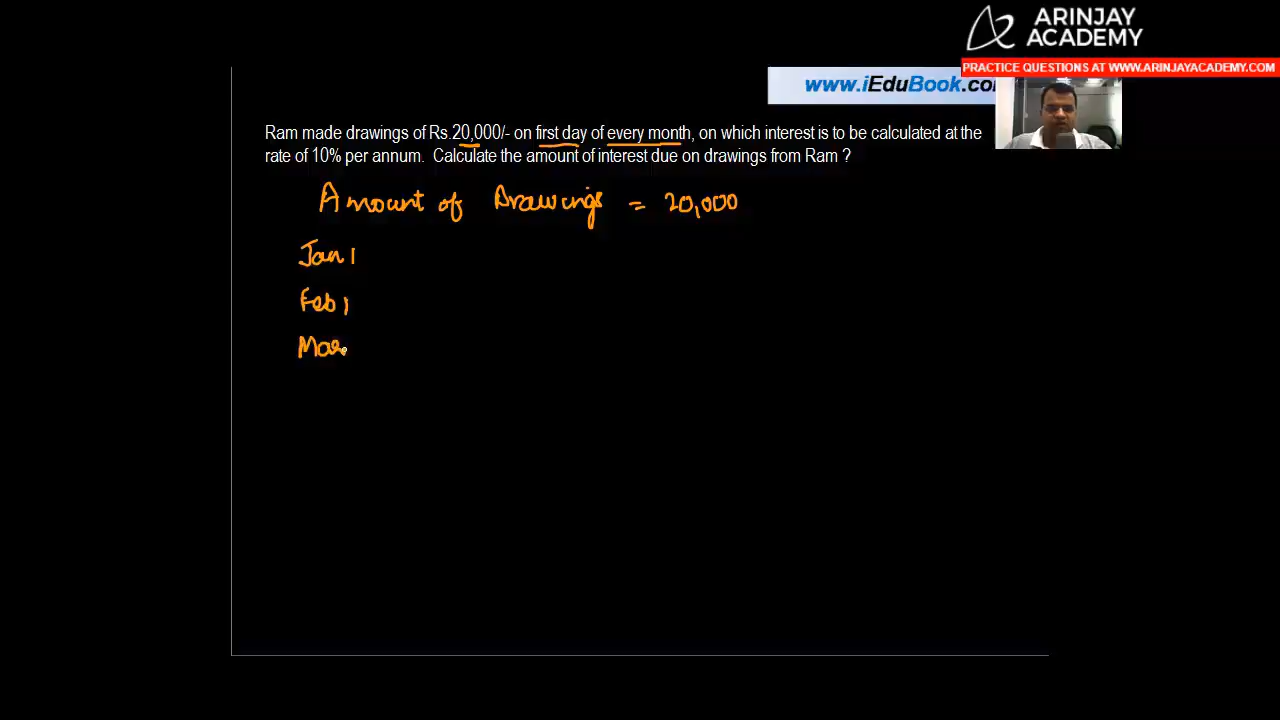 ARINJAY
ACADEMY
PRACTICE QUESTIONS AT WWW.ARINJAYACADEMY.COM
www.iEduBook.co
Ram made drawings of Rs.20,000/- on first day of every month, on which interest is to be calculated at the
rate of 10% per annum. Calculate the amount of interest due on drawings from Ram ?
Amount of Drawings = 20,000
Jan 1
Feb 1
Mar